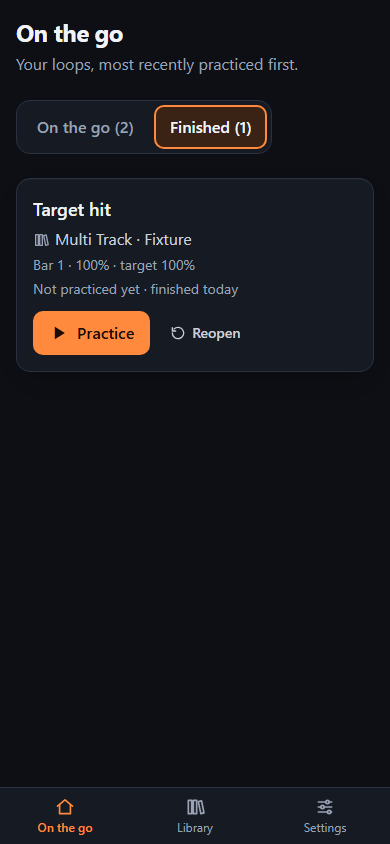 On the go
Your loops, most recently practiced first.
On the go (2)
Finished (1)
Target hit
Multi Track · Fixture
Bar 1 · 100% · target 100%
Not practiced yet · finished today
Practice
Reopen
On the go
Library
Settings